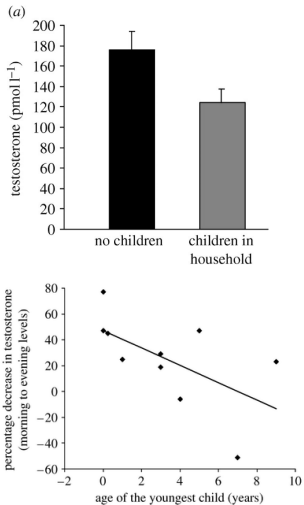 (a)
testosterone (pmol l⁻¹)
200
180
160
140
120
100
80
60
40
20
0
no children
children in
household
percentage decrease in testosterone
(morning to evening levels)
80
60
40
20
0
−20
−40
−60
−2 0 2 4 6 8 10
age of the youngest child (years)